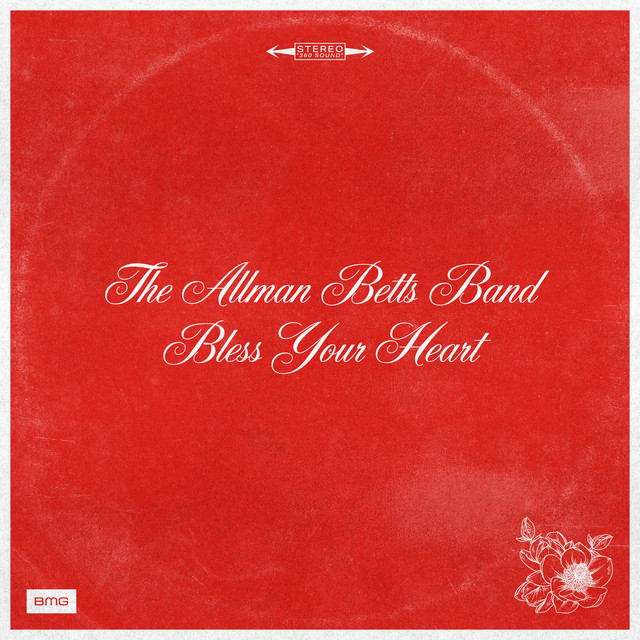 STEREO
"360 SOUND"
The Allman Betts Band
Bless Your Heart
BMG